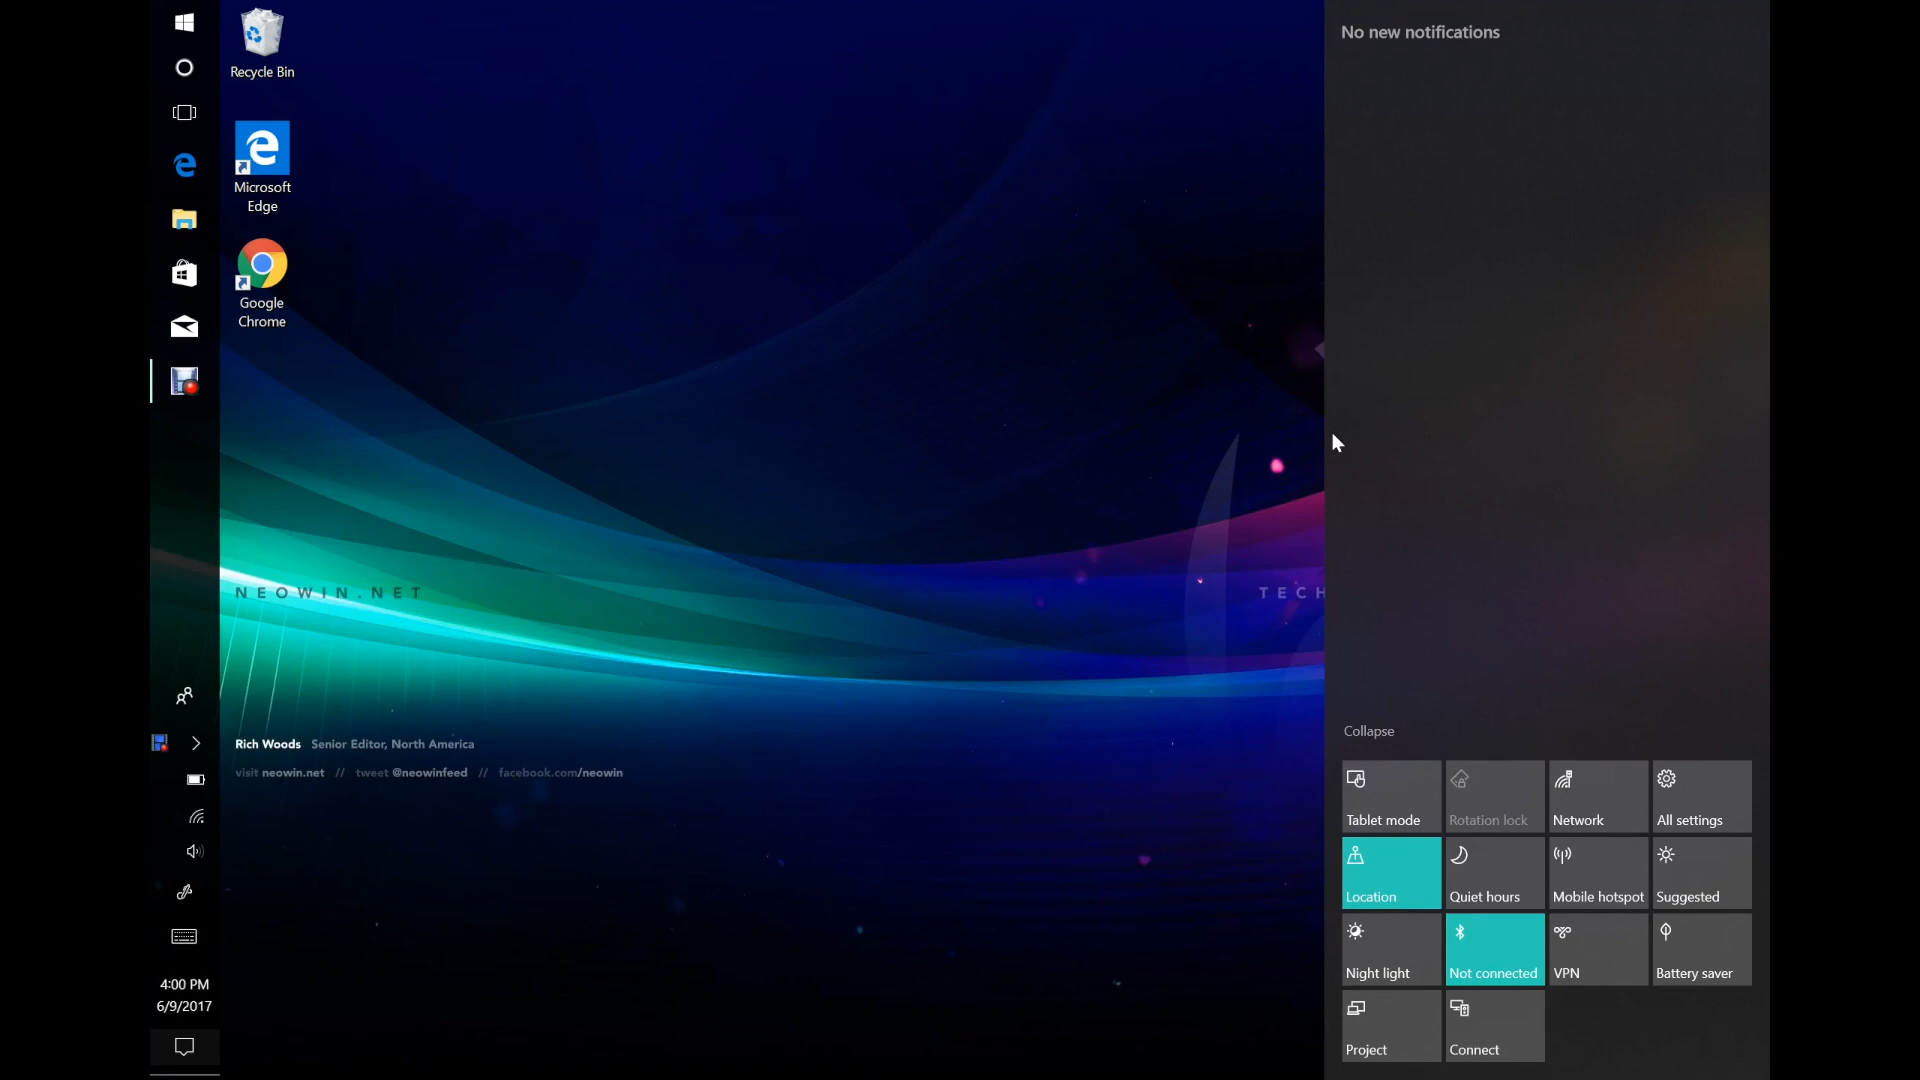 Recycle Bin
Microsoft
Edge
Google
Chrome
NEOWIN.NET
TECH
Rich Woods Senior Editor, North America
visit neowin.net // tweet @neowinfeed // facebook.com/neowin
4:00 PM
6/9/2017
No new notifications
Collapse
Tablet mode
Rotation lock
Network
All settings
Location
Quiet hours
Mobile hotspot
Suggested
Night light
Not connected
VPN
Battery saver
Project
Connect